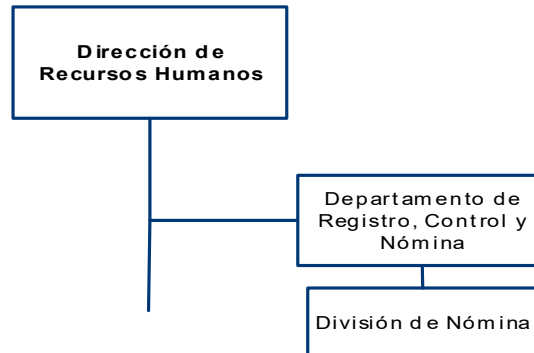 Dirección de
Recursos Humanos
Departamento de
Registro, Control y
Nómina
División de Nómina